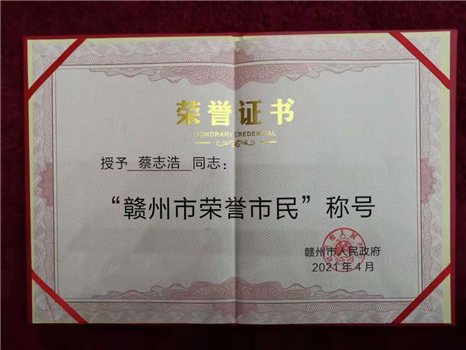 荣誉证书
HONORARY CREDENTIAL
授予 蔡志浩 同志：
“赣州市荣誉市民”称号
赣州市人民政府
2021年4月